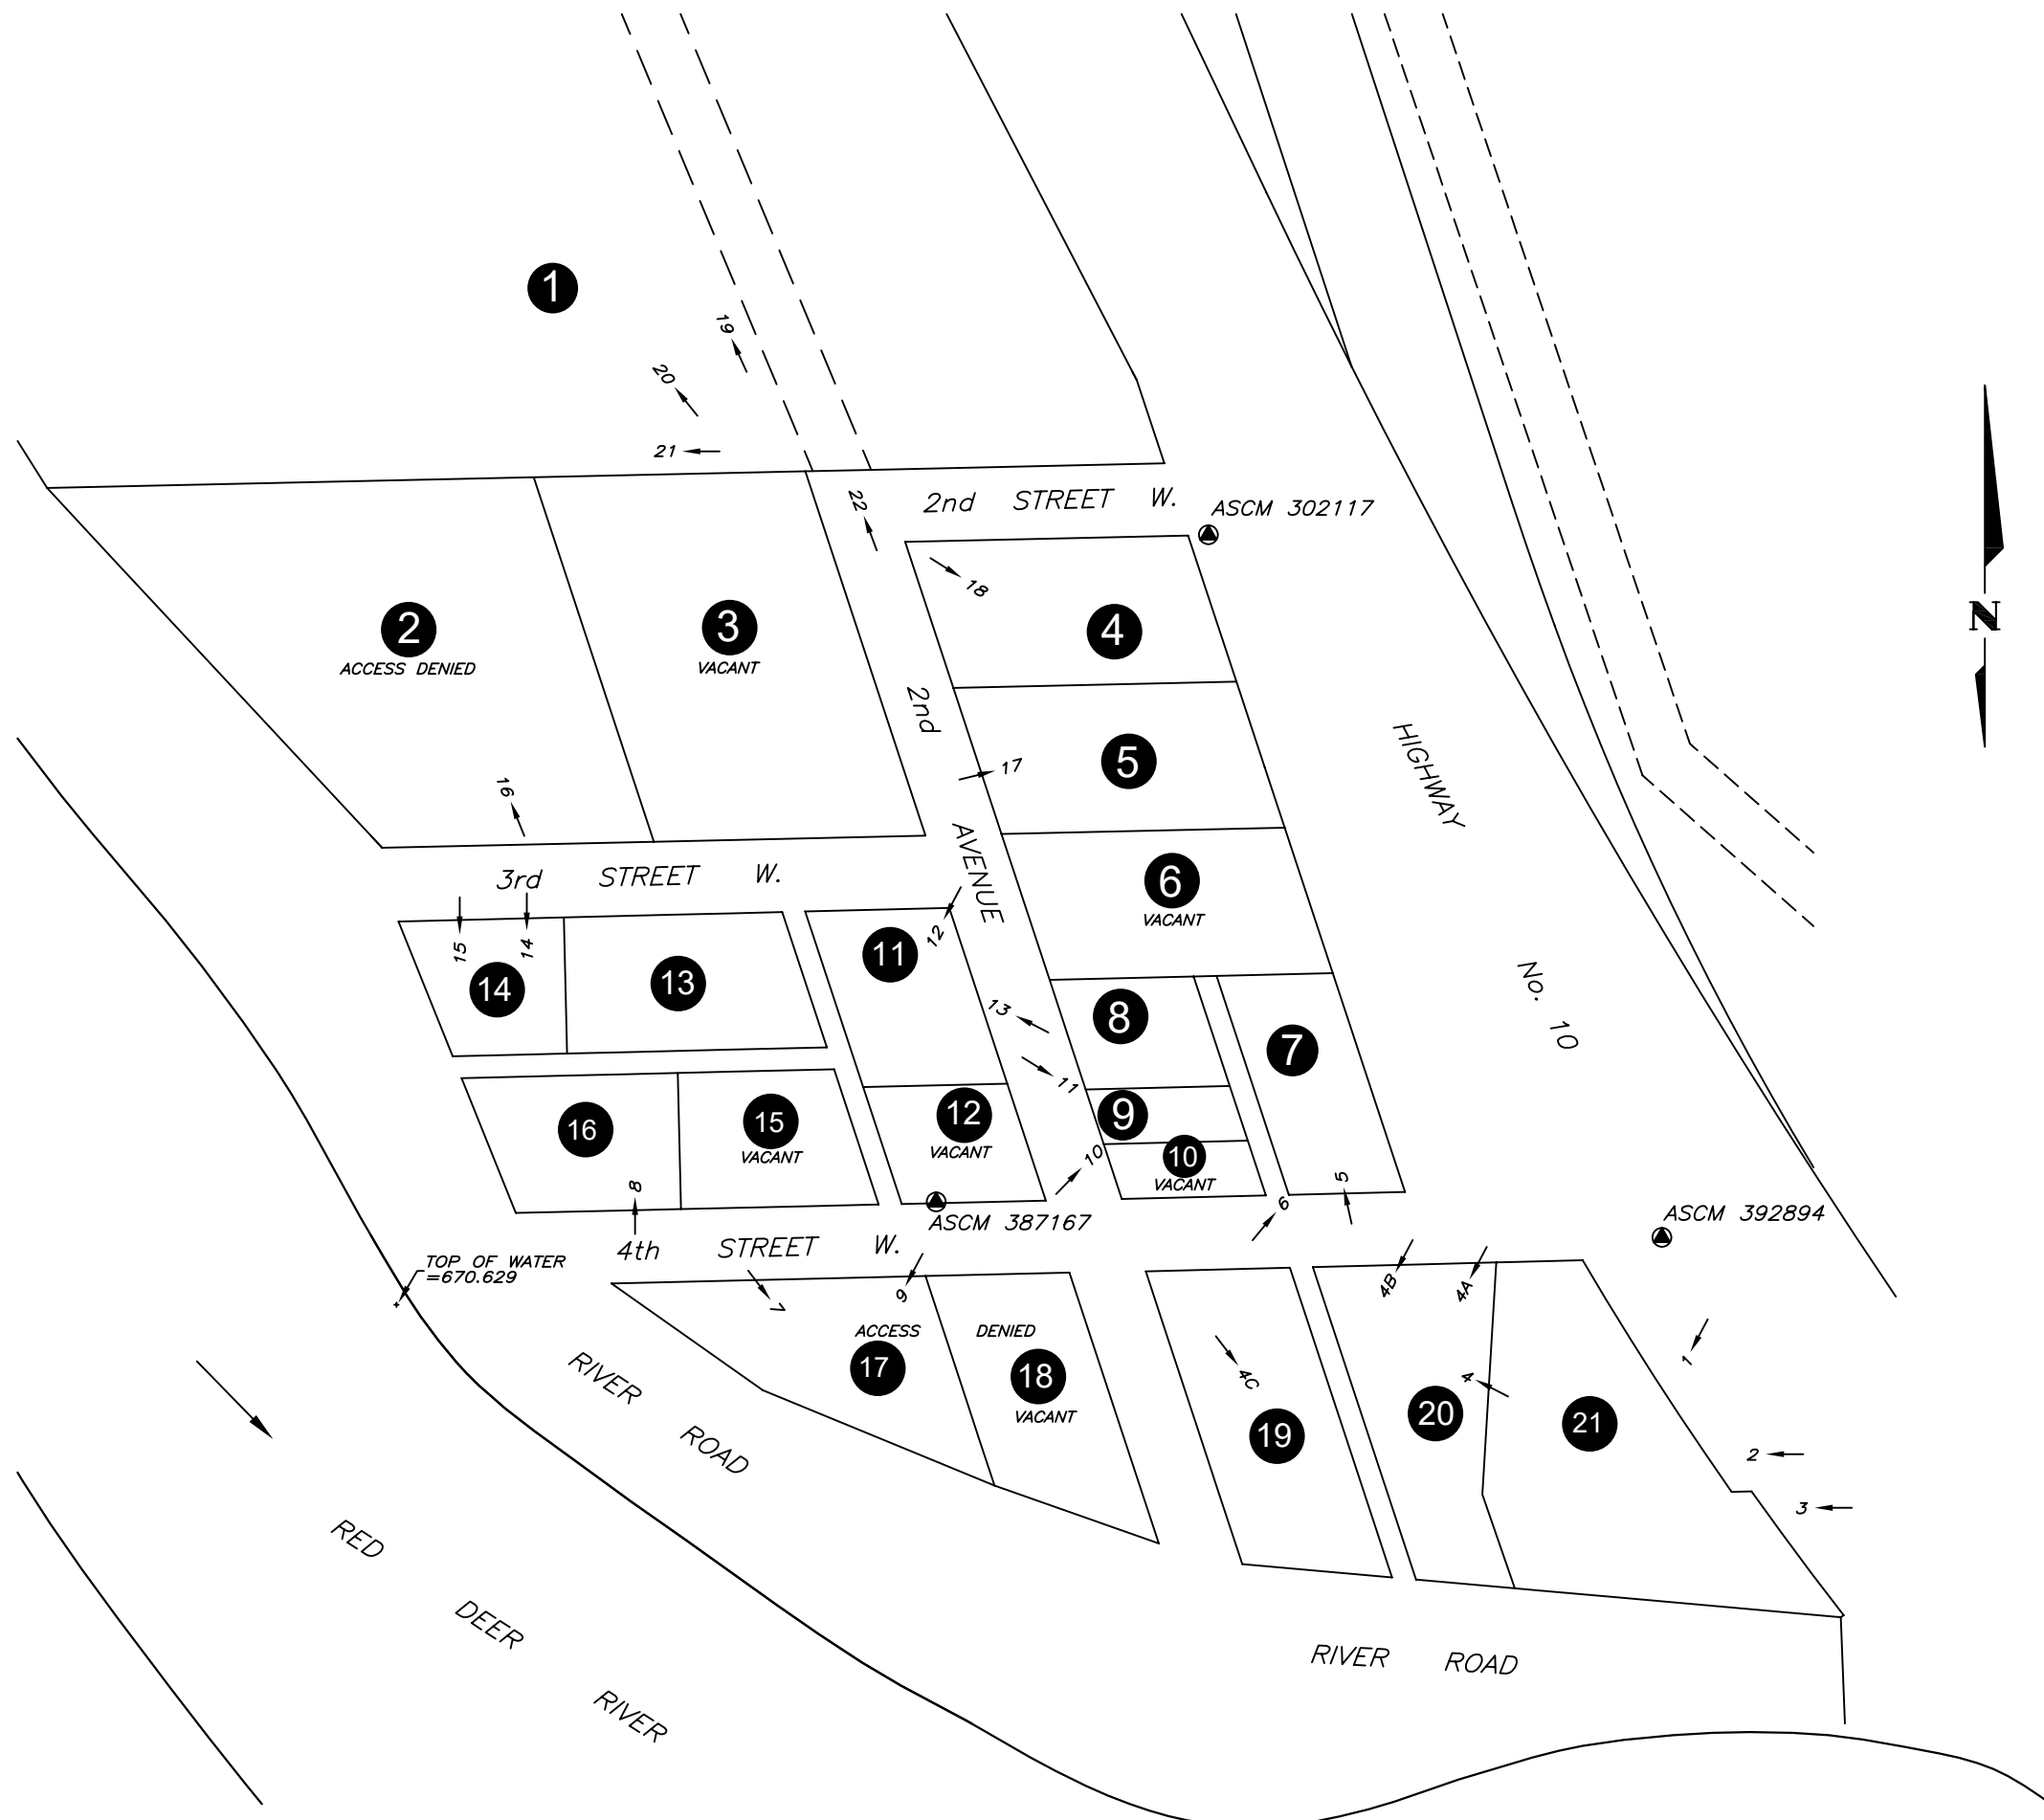 1
19
20
21
22
2nd STREET W.
ASCM 302117
18
N
2
ACCESS DENIED
3
VACANT
4
2nd AVENUE
17
5
HIGHWAY No. 10
16
3rd STREET W.
6
VACANT
15
14
12
11
14
13
13
8
7
11
9
16
15
VACANT
12
VACANT
10
10
VACANT
8
5
6
ASCM 387167
ASCM 392894
4th STREET W.
TOP OF WATER
=670.629
7
9
4B
4A
ACCESS DENIED
17
18
VACANT
1
4C
4
19
20
21
2
3
RIVER ROAD
RED DEER RIVER
RIVER ROAD